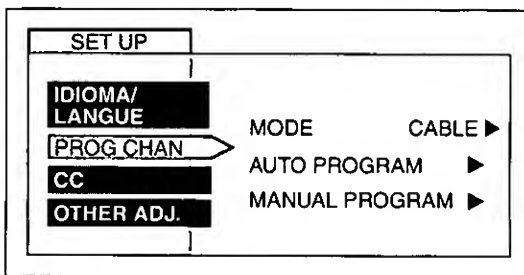 SET UP
IDIOMA/
LANGUE
PROG CHAN
CC
OTHER ADJ.
MODE CABLE ▶
AUTO PROGRAM ▶
MANUAL PROGRAM ▶